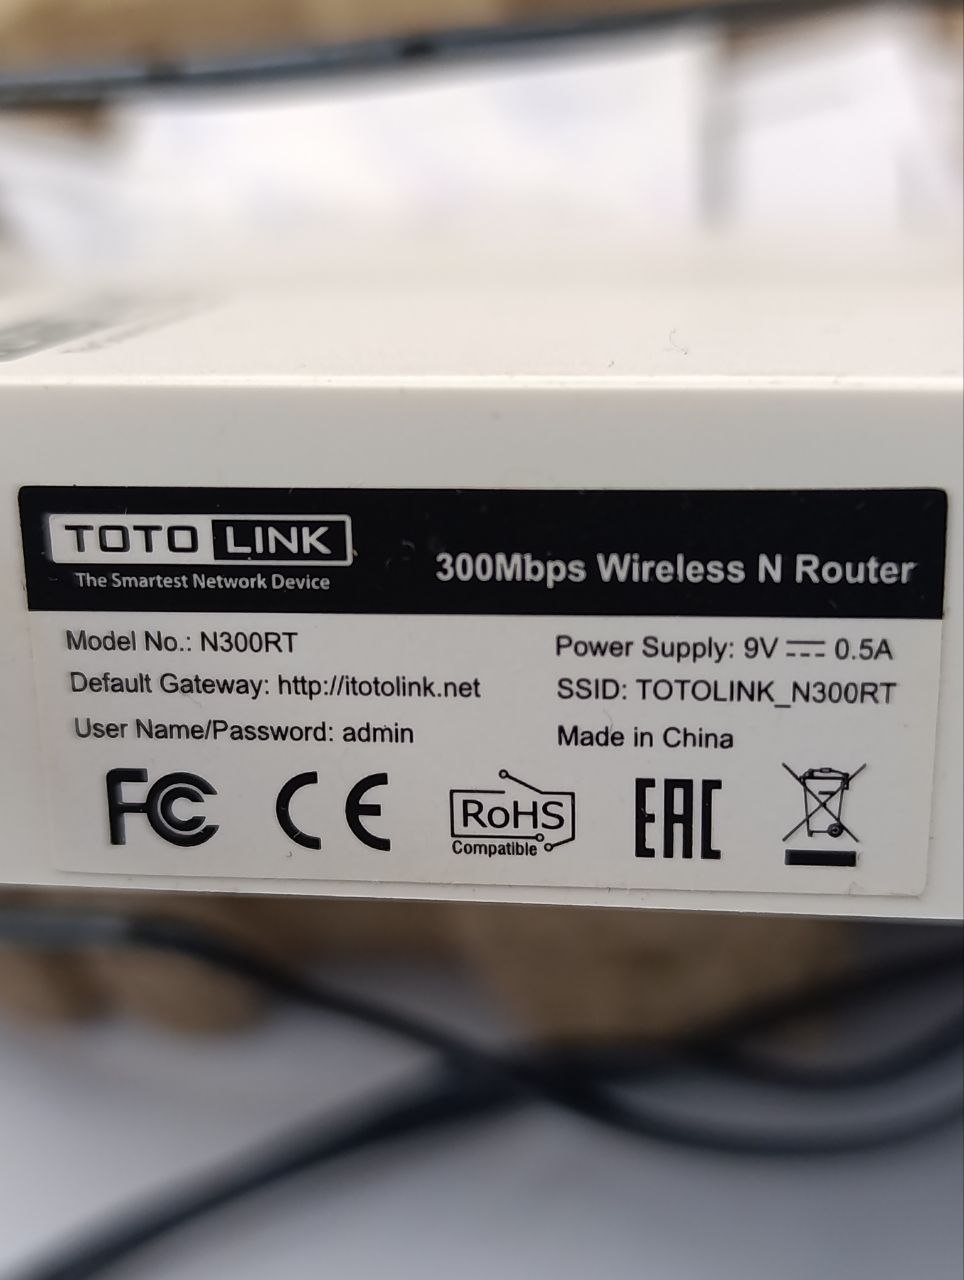 TOTO LINK
The Smartest Network Device
300Mbps Wireless N Router
Model No.: N300RT
Power Supply: 9V ⎓ 0.5A
Default Gateway: http://itotolink.net
SSID: TOTOLINK_N300RT
User Name/Password: admin
Made in China
FC CE RoHS EAC
Compatible